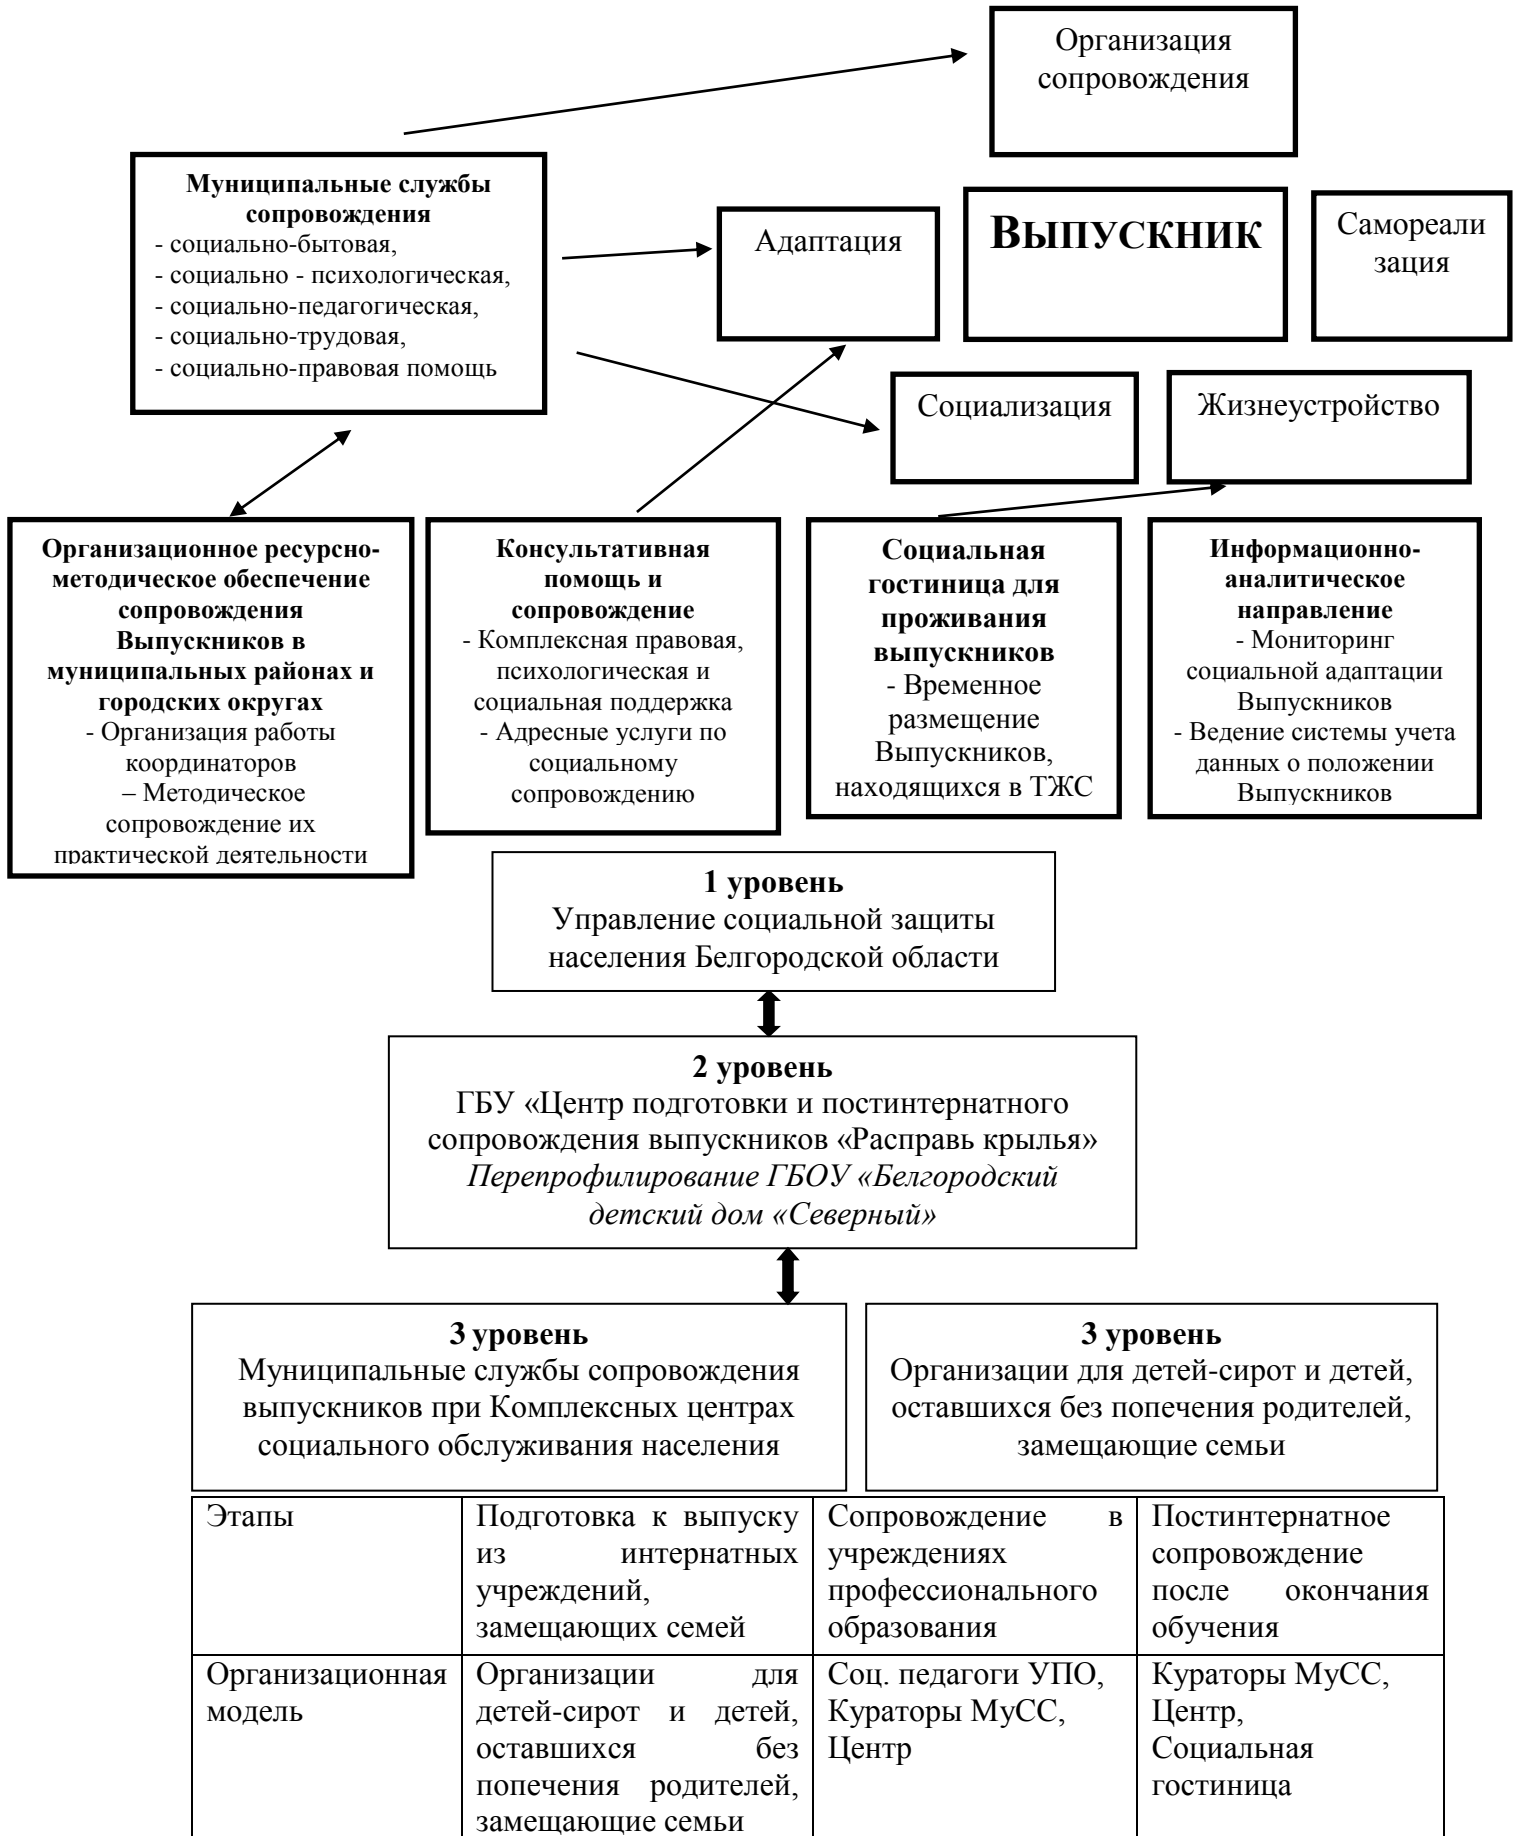 Организация
сопровождения
Муниципальные службы
сопровождения
- социально-бытовая,
- социально - психологическая,
- социально-педагогическая,
- социально-трудовая,
- социально-правовая помощь
Адаптация
ВЫПУСКНИК
Самореали
зация
Социализация
Жизнеустройство
Организационное ресурсно-
методическое обеспечение
сопровождения
Выпускников в
муниципальных районах и
городских округах
- Организация работы
координаторов
– Методическое
сопровождение их
практической деятельности
Консультативная
помощь и
сопровождение
- Комплексная правовая,
психологическая и
социальная поддержка
- Адресные услуги по
социальному
сопровождению
Социальная
гостиница для
проживания
выпускников
- Временное
размещение
Выпускников,
находящихся в ТЖС
Информационно-
аналитическое
направление
- Мониторинг
социальной адаптации
Выпускников
- Ведение системы учета
данных о положении
Выпускников
1 уровень
Управление социальной защиты
населения Белгородской области
2 уровень
ГБУ «Центр подготовки и постинтернатного
сопровождения выпускников «Расправь крылья»
Перепрофилирование ГБОУ «Белгородский
детский дом «Северный»
3 уровень
Муниципальные службы сопровождения
выпускников при Комплексных центрах
социального обслуживания населения
3 уровень
Организации для детей-сирот и детей,
оставшихся без попечения родителей,
замещающие семьи
Этапы
Подготовка к выпуску
из интернатных
учреждений,
замещающих семей
Сопровождение в
учреждениях
профессионального
образования
Постинтернатное
сопровождение
после окончания
обучения
Организационная
модель
Организации для
детей-сирот и детей,
оставшихся без
попечения родителей,
замещающие семьи
Соц. педагоги УПО,
Кураторы МуСС,
Центр
Кураторы МуСС,
Центр,
Социальная
гостиница